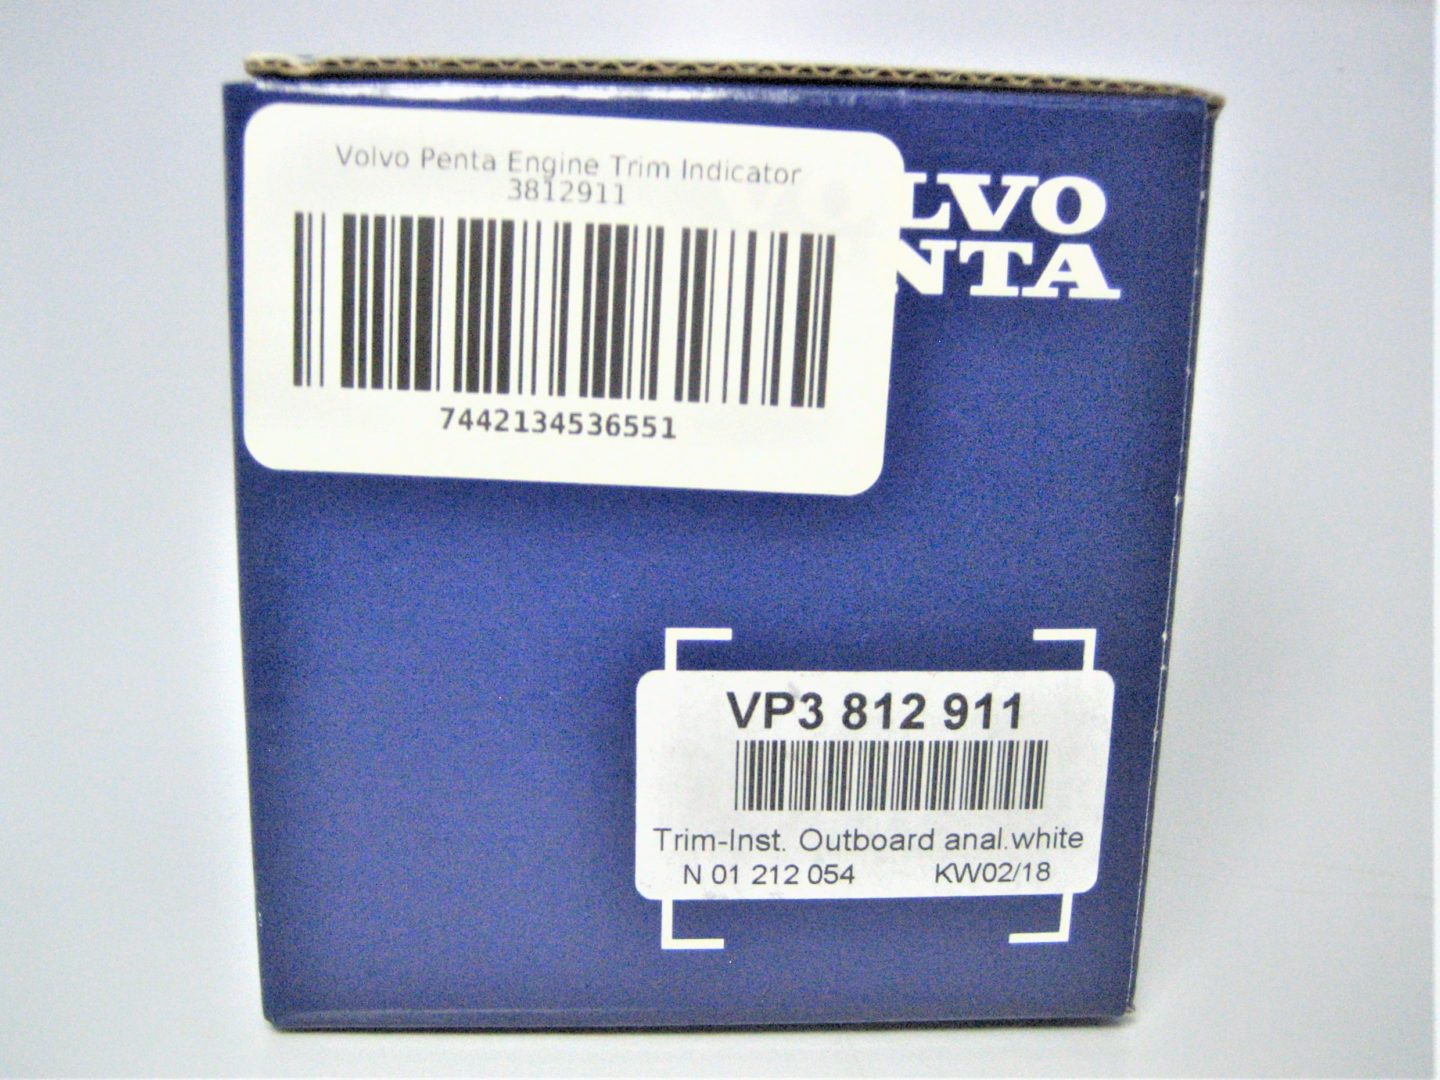 Volvo Penta Engine Trim Indicator
3812911
7442134536551
LVO
NTA
VP3 812 911
Trim-Inst. Outboard anal.white
N 01 212 054 KW02/18